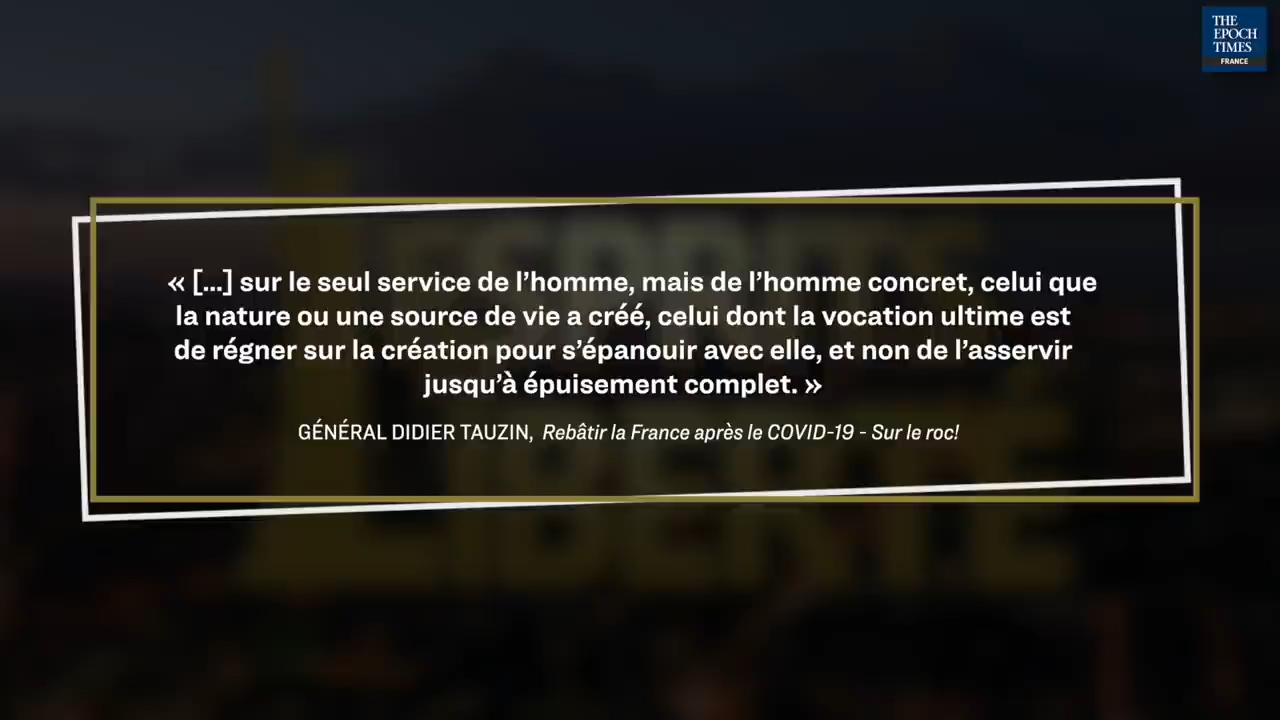 THE
EPOCH
TIMES
FRANCE
« [...] sur le seul service de l’homme, mais de l’homme concret, celui que
la nature ou une source de vie a créé, celui dont la vocation ultime est
de régner sur la création pour s’épanouir avec elle, et non de l’asservir
jusqu’à épuisement complet. »
GÉNÉRAL DIDIER TAUZIN, Rebâtir la France après le COVID-19 - Sur le roc!
LIBERTÉ